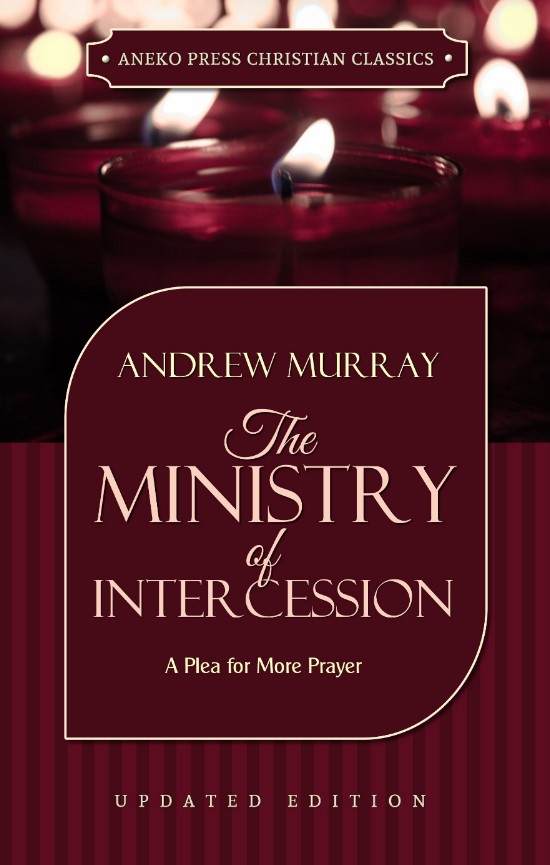 ANEKO PRESS CHRISTIAN CLASSICS
ANDREW MURRAY
The
MINISTRY
of
INTERCESSION
A Plea for More Prayer
UPDATED EDITION